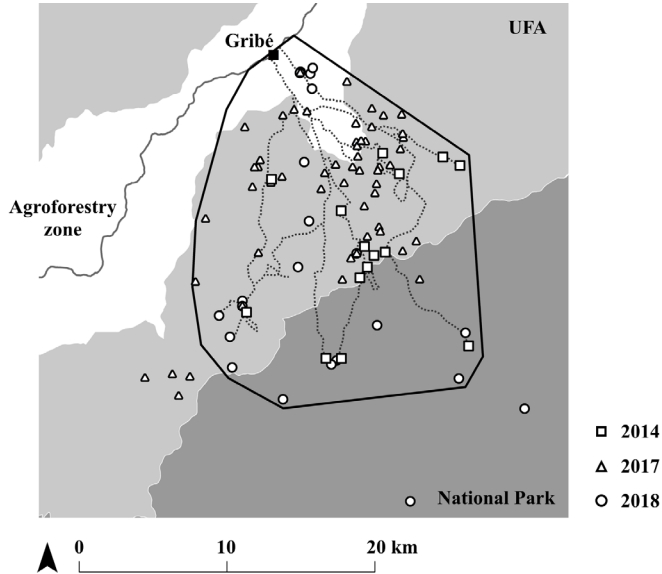 Gribé
UFA
Agroforestry
zone
2014
2017
2018
National Park
0
10
20 km